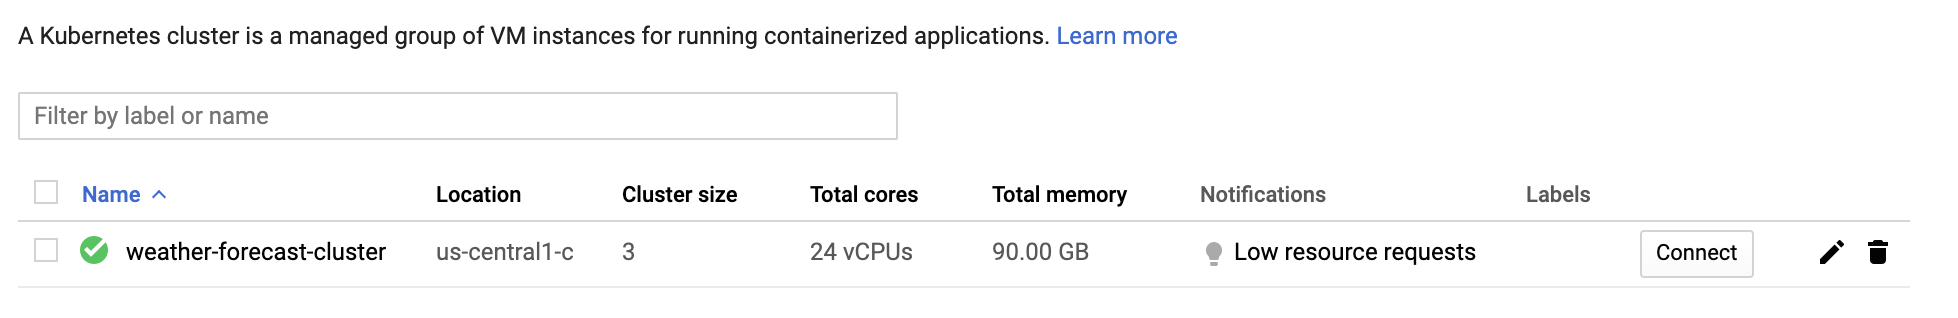 A Kubernetes cluster is a managed group of VM instances for running containerized applications. Learn more
Filter by label or name
Name Location Cluster size Total cores Total memory Notifications Labels
weather-forecast-cluster us-central1-c 3 24 vCPUs 90.00 GB Low resource requests Connect